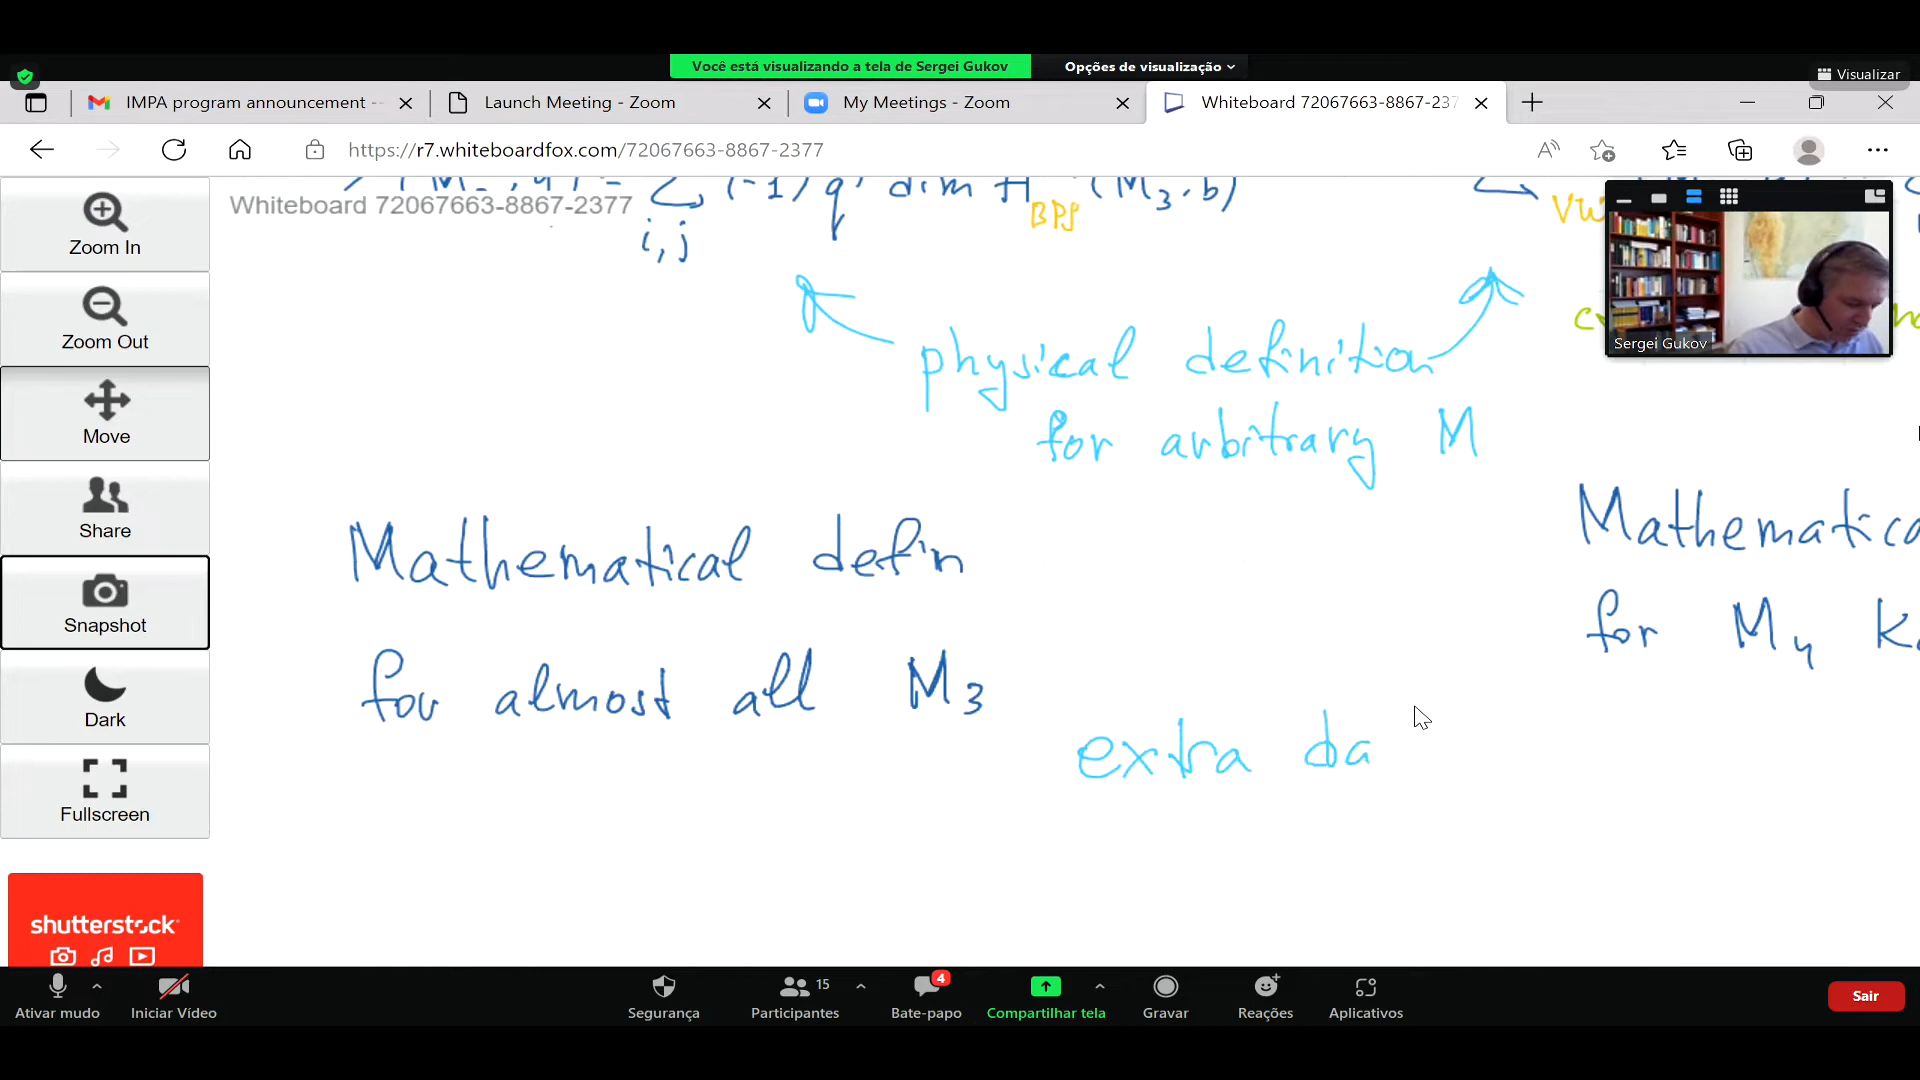 Você está visualizando a tela de Sergei Gukov
Opções de visualização
Visualizar
IMPA program announcement
Launch Meeting - Zoom
My Meetings - Zoom
Whiteboard 72067663-8867-237
https://r7.whiteboardfox.com/72067663-8867-2377
Whiteboard 72067663-8867-2377
(-1) q dim H BPS (M3, b)
i, j
Sergei Gukov
Zoom In
Zoom Out
Move
Share
Snapshot
Dark
Fullscreen
physical definition
for arbitrary M
Mathematical defin
for almost all M3
Mathematica
for M4
extra da
shutterstock
Ativar mudo
Iniciar Vídeo
Segurança
15
Participantes
4
Bate-papo
Compartilhar tela
Gravar
Reações
Aplicativos
Sair